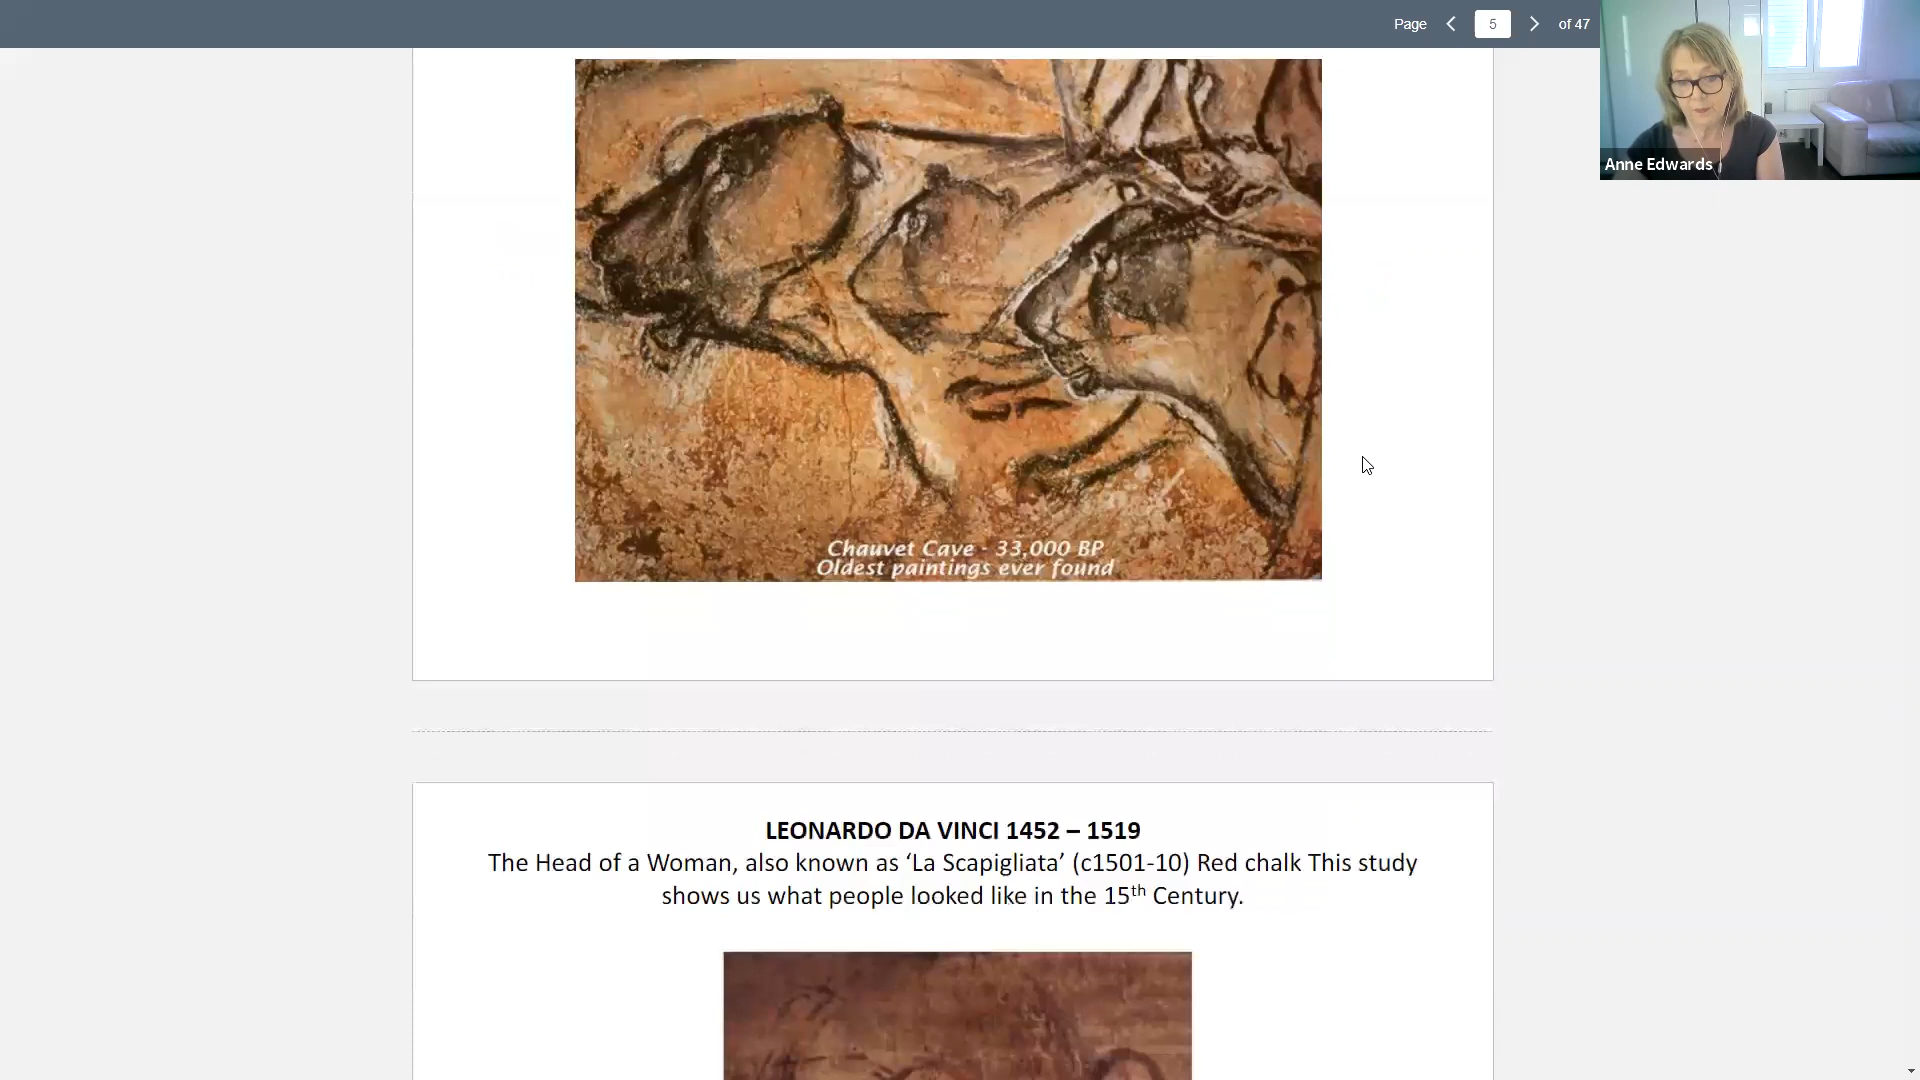 Page 5 of 47
Anne Edwards
Chauvet Cave - 33,000 BP
Oldest paintings ever found
LEONARDO DA VINCI 1452 – 1519
The Head of a Woman, also known as ‘La Scapigliata’ (c1501-10) Red chalk This study
shows us what people looked like in the 15th Century.